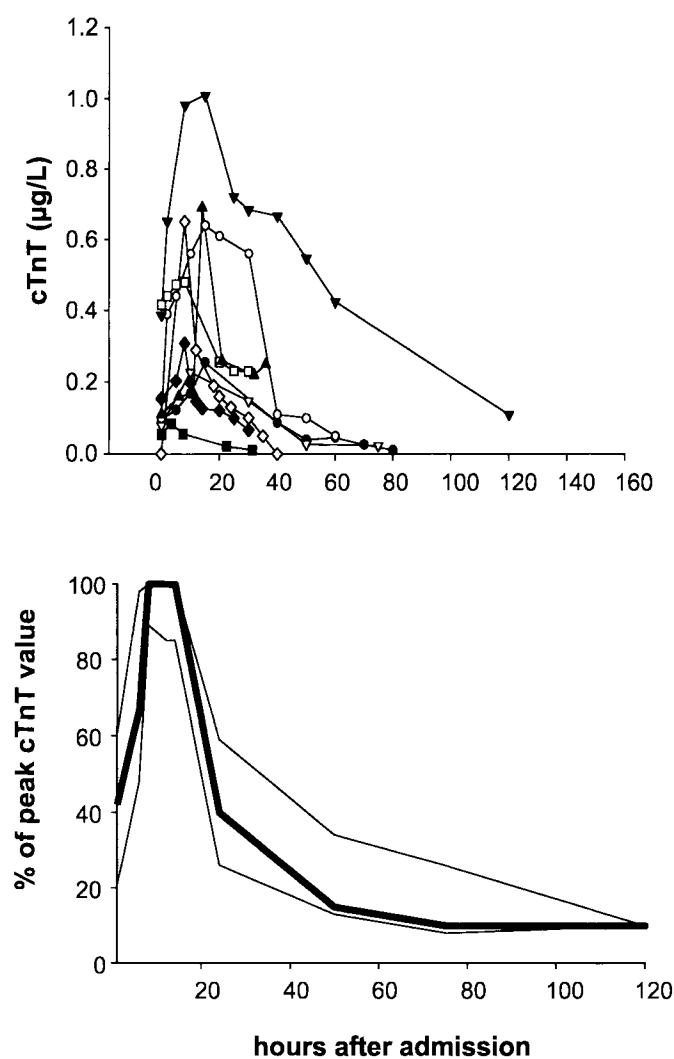 1.2
1.0
0.8
0.6
0.4
0.2
0.0
cTnT (µg/L)
0 20 40 60 80 100 120 140 160
100
80
60
40
20
0
% of peak cTnT value
20 40 60 80 100 120
hours after admission